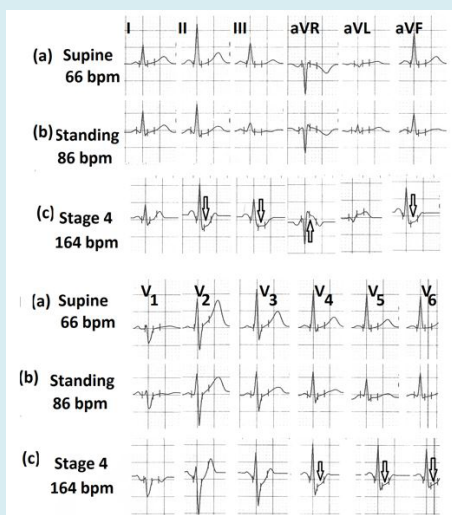 I II III aVR aVL aVF
(a) Supine
66 bpm
(b) Standing
86 bpm
(c) Stage 4
164 bpm
V1 V2 V3 V4 V5 V6
(a) Supine
66 bpm
(b) Standing
86 bpm
(c) Stage 4
164 bpm